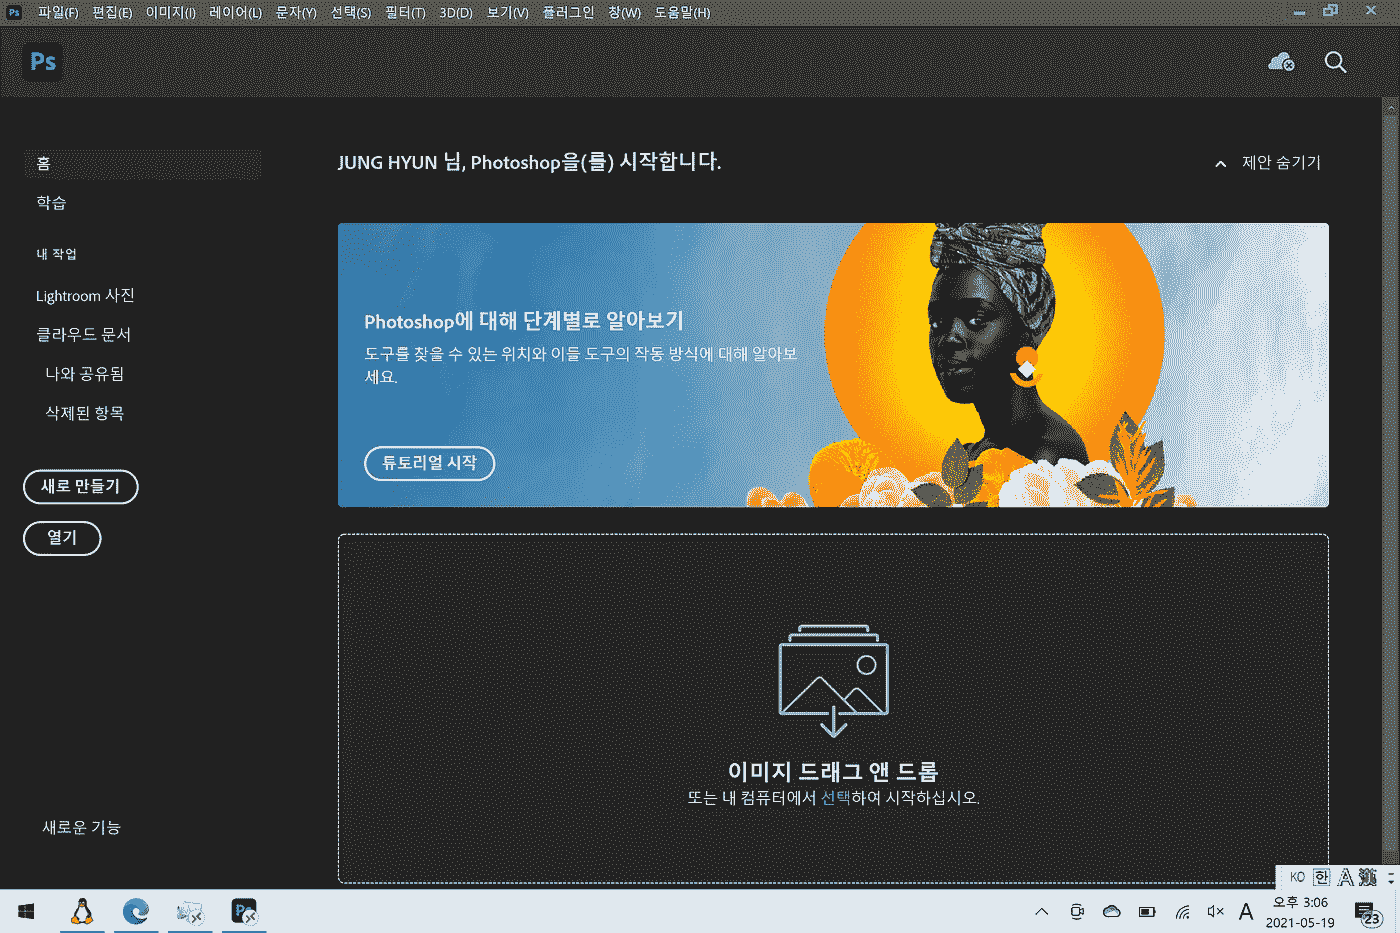 Ps 파일(F) 편집(E) 이미지(I) 레이어(L) 문자(Y) 선택(S) 필터(T) 3D(D) 보기(V) 플러그인 창(W) 도움말(H)
Ps
홈
학습
내 작업
Lightroom 사진
클라우드 문서
나와 공유됨
삭제된 항목
새로 만들기
열기
새로운 기능
JUNG HYUN 님, Photoshop을(를) 시작합니다.
제안 숨기기
Photoshop에 대해 단계별로 알아보기
도구를 찾을 수 있는 위치와 이들 도구의 작동 방식에 대해 알아보
세요.
튜토리얼 시작
이미지 드래그 앤 드롭
또는 내 컴퓨터에서 선택하여 시작하십시오.
KO 한 A 漢
Ps
A
오후 3:06
2021-05-19
23